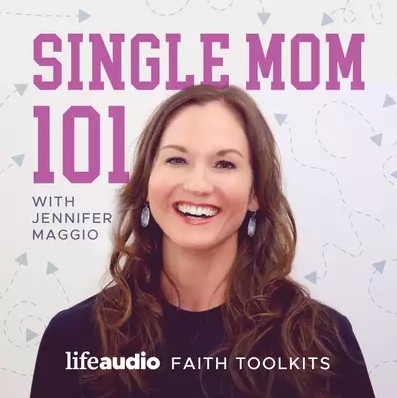 SINGLE MOM
101
WITH
JENNIFER
MAGGIO
lifeaudio FAITH TOOLKITS